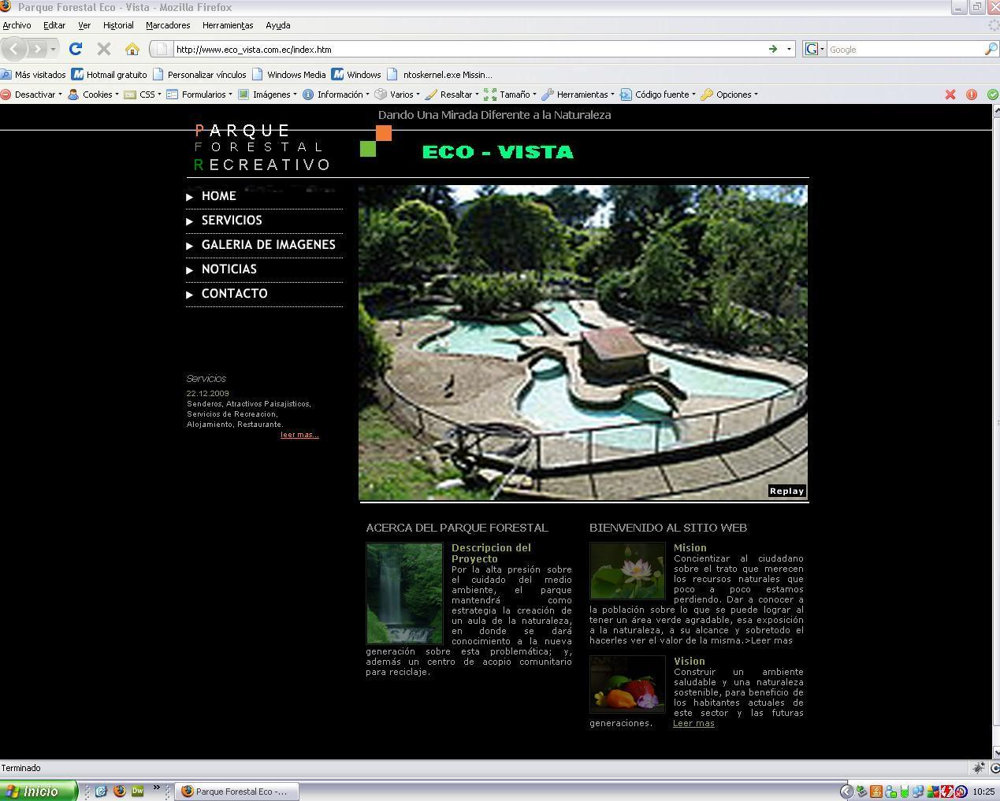 Parque Forestal Eco - Vista - Mozilla Firefox
Archivo Editar Ver Historial Marcadores Herramientas Ayuda
http://www.eco_vista.com.ec/index.htm
G Google
Más visitados Hotmail gratuito Personalizar vínculos Windows Media Windows ntoskernel.exe Missin...
Desactivar Cookies CSS Formularios Imágenes Información Varios Resaltar Tamaño Herramientas Código fuente Opciones
Dando Una Mirada Diferente a la Naturaleza
PARQUE
FORESTAL
RECREATIVO
ECO - VISTA
HOME
SERVICIOS
GALERIA DE IMAGENES
NOTICIAS
CONTACTO
Servicios
22.12.2009
Senderos, Atractivos Paisajisticos,
Servicios de Recreacion,
Alojamiento, Restaurante.
leer mas...
Replay
ACERCA DEL PARQUE FORESTAL
Descripcion del
Proyecto
Por la alta presión sobre
el cuidado del medio
ambiente, el parque
mantendrá como
estrategia la creación de
un aula de la naturaleza,
en donde se dará
conocimiento a la nueva
generación sobre esta problemática; y,
además un centro de acopio comunitario
para reciclaje.
BIENVENIDO AL SITIO WEB
Mision
Concientizar al ciudadano
sobre el trato que merecen
los recursos naturales que
poco a poco estamos
perdiendo. Dar a conocer a
la población sobre lo que se puede lograr al
tener un área verde agradable, esa exposición
a la naturaleza, a su alcance y sobretodo el
hacerles ver el valor de la misma.>Leer mas
Vision
Construir un ambiente
saludable y una naturaleza
sostenible, para beneficio de
los habitantes actuales de
este sector y las futuras
generaciones. Leer mas
Terminado
Inicio Dw » Parque Forestal Eco -... 10:25